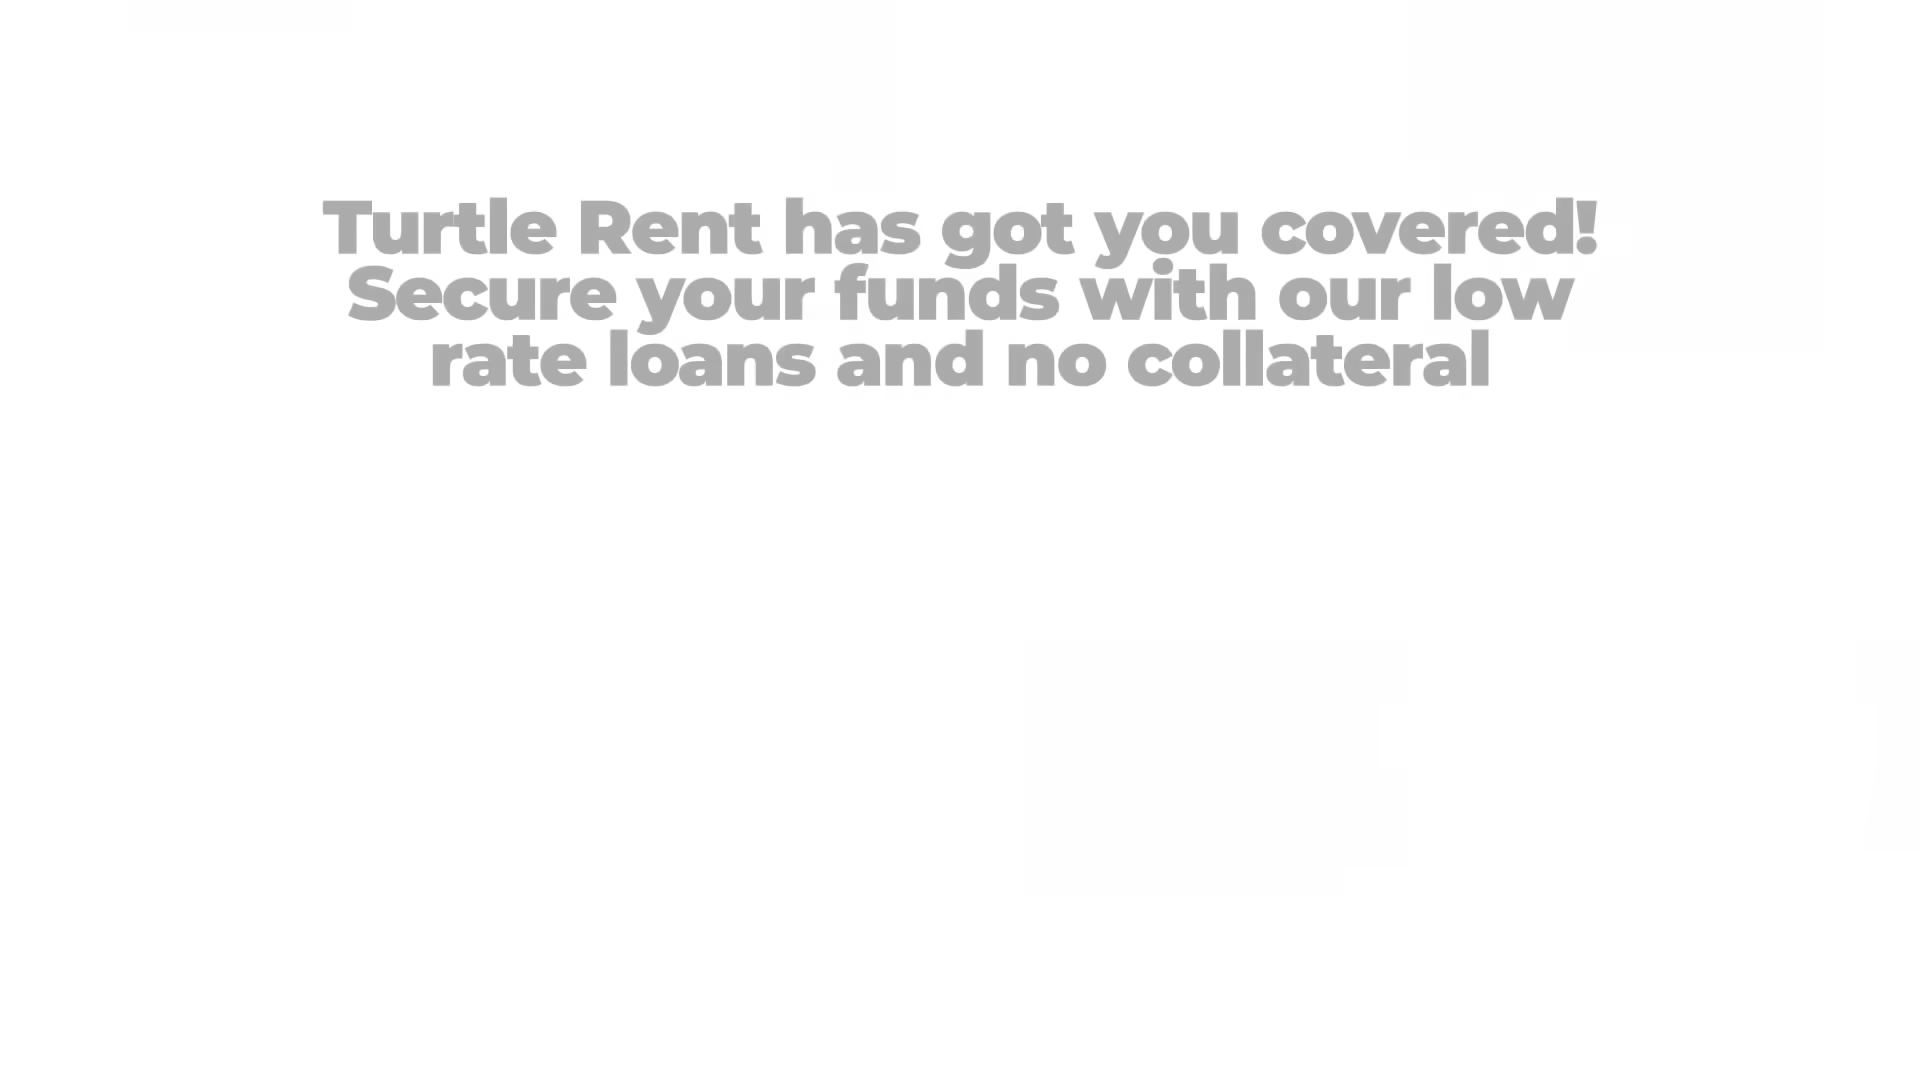 Turtle Rent has got you covered!
Secure your funds with our low
rate loans and no collateral